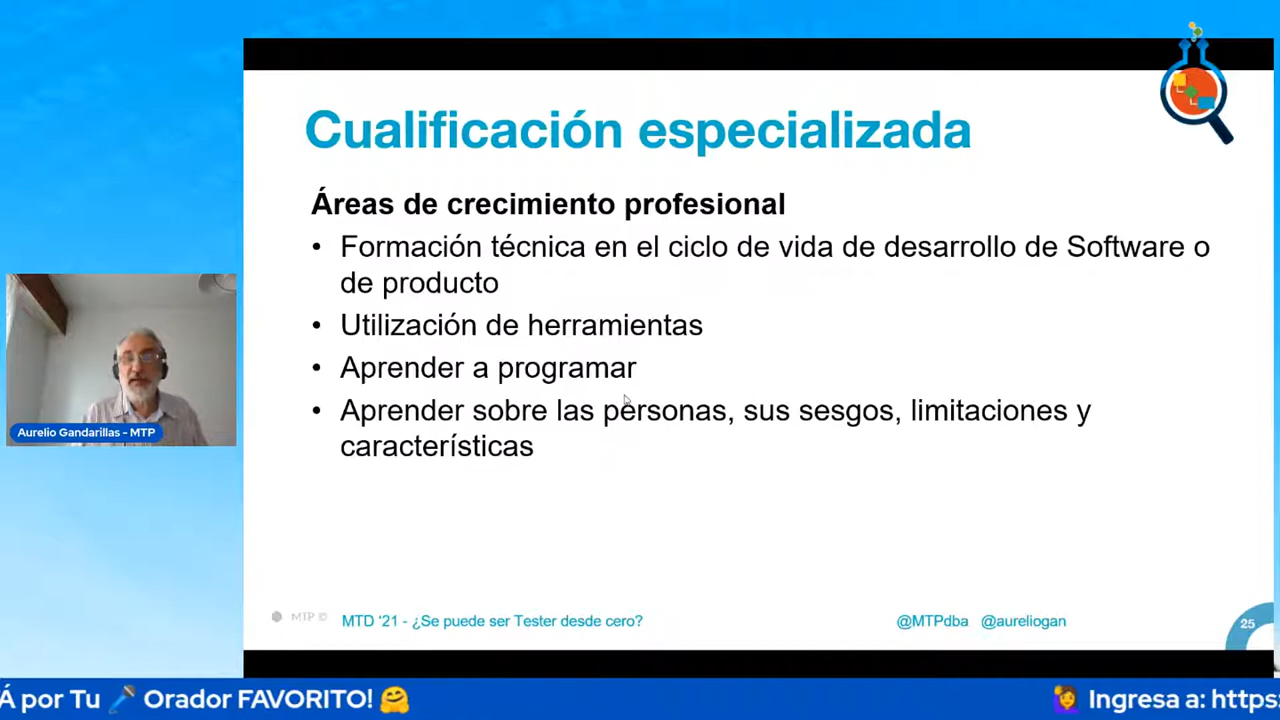 Cualificación especializada
Áreas de crecimiento profesional
• Formación técnica en el ciclo de vida de desarrollo de Software o
de producto
• Utilización de herramientas
• Aprender a programar
• Aprender sobre las personas, sus sesgos, limitaciones y
características
Aurelio Gandarillas - MTP
MTP © MTD ‘21 - ¿Se puede ser Tester desde cero? @MTPdba @aureliogan 25
Á por Tu 🎤 Orador FAVORITO! 🤗 🙋‍♀️ Ingresa a: https: